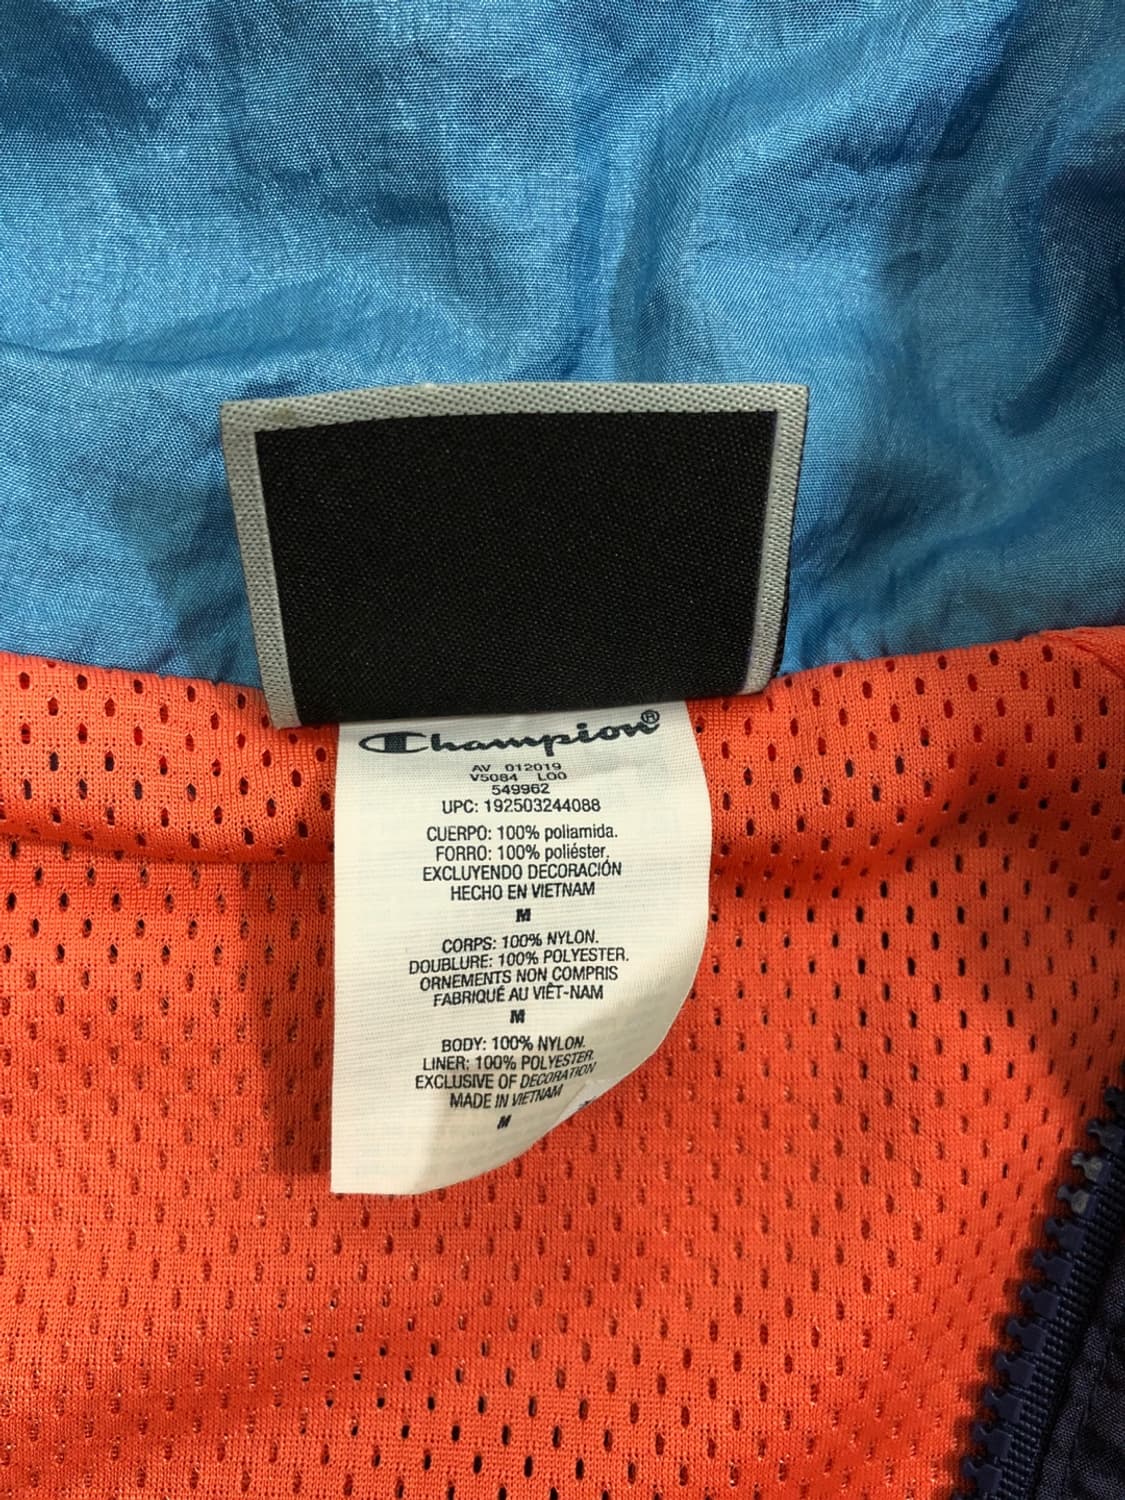 Champion®
AV 012019
V5084 LOO
549962
UPC: 192503244088
CUERPO: 100% poliamida.
FORRO: 100% poliéster.
EXCLUYENDO DECORACIÓN
HECHO EN VIETNAM
M
CORPS: 100% NYLON.
DOUBLURE: 100% POLYESTER.
ORNEMENTS NON COMPRIS
FABRIQUÉ AU VIÊT-NAM
M
BODY: 100% NYLON.
LINER: 100% POLYESTER.
EXCLUSIVE OF DECORATION
MADE IN VIETNAM
M